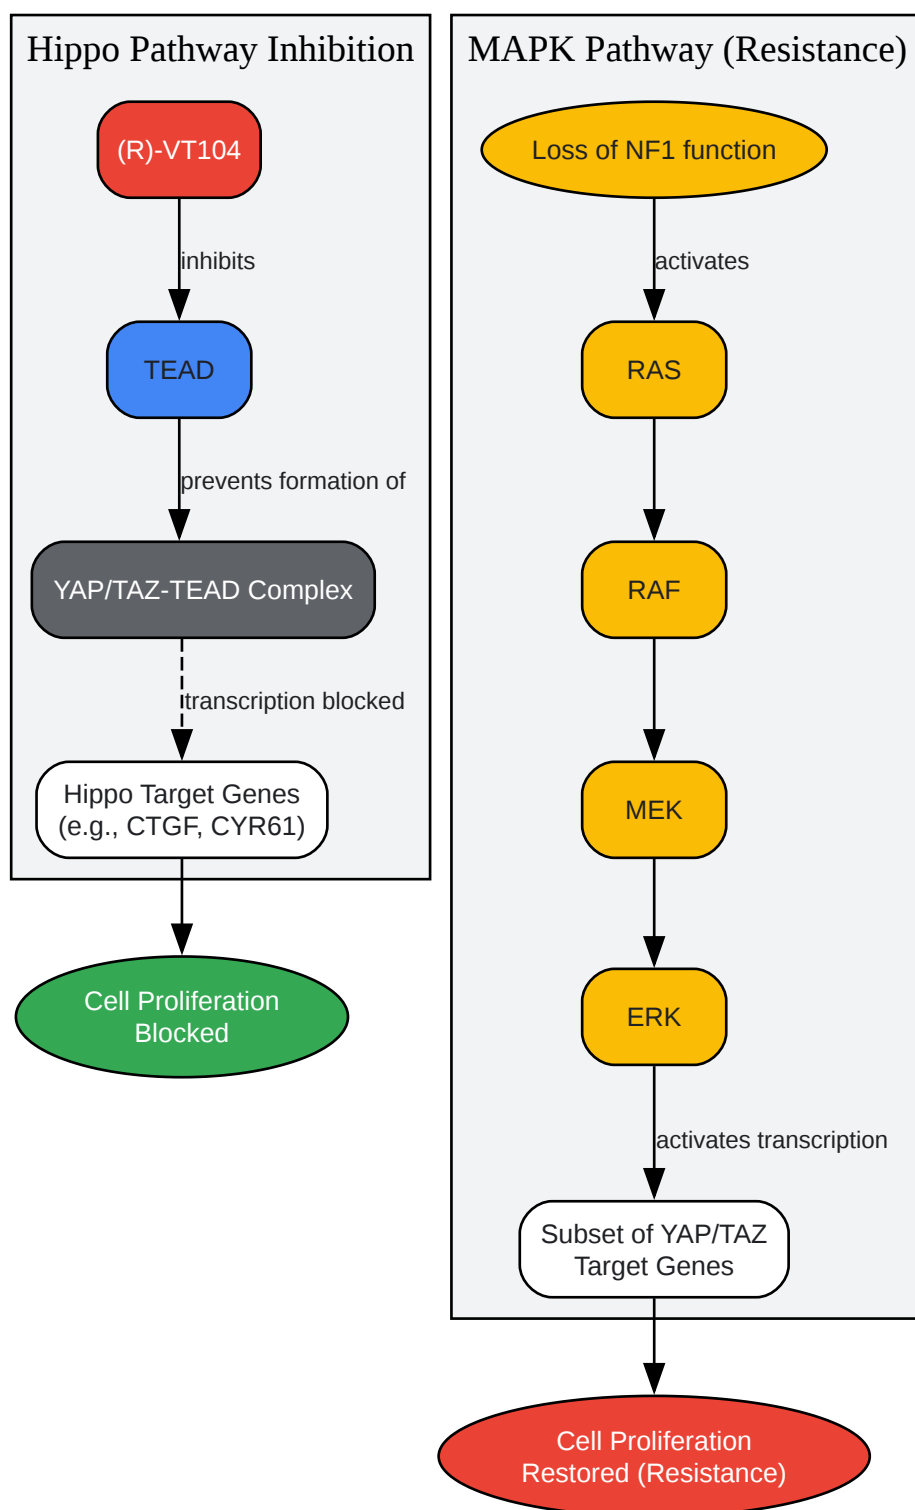 Hippo Pathway Inhibition
(R)-VT104
inhibits
TEAD
prevents formation of
YAP/TAZ-TEAD Complex
transcription blocked
Hippo Target Genes
(e.g., CTGF, CYR61)
Cell Proliferation
Blocked
MAPK Pathway (Resistance)
Loss of NF1 function
activates
RAS
RAF
MEK
ERK
activates transcription
Subset of YAP/TAZ
Target Genes
Cell Proliferation
Restored (Resistance)